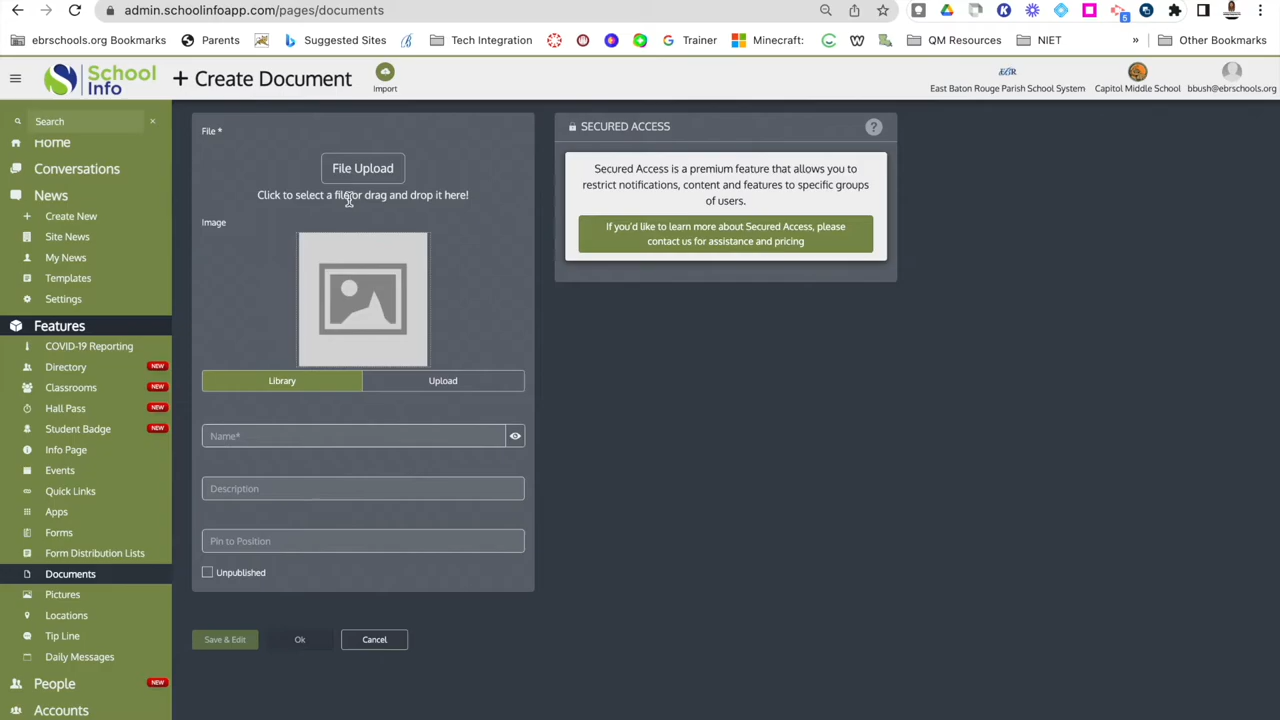 admin.schoolinfoapp.com/pages/documents
5
ebrschools.org Bookmarks
Parents
Suggested Sites
Tech Integration
Trainer
Minecraft:
QM Resources
NIET
»
Other Bookmarks
School
Info
+ Create Document
Import
East Baton Rouge Parish School System
Capitol Middle School
bbush@ebrschools.org
Search
Home
Conversations
News
Create New
Site News
My News
Templates
Settings
Features
COVID-19 Reporting
Directory NEW
Classrooms NEW
Hall Pass NEW
Student Badge NEW
Info Page
Events
Quick Links
Apps
Forms
Form Distribution Lists
Documents
Pictures
Locations
Tip Line
Daily Messages
People NEW
Accounts
File *
File Upload
Click to select a file or drag and drop it here!
Image
Library
Upload
Name*
Description
Pin to Position
Unpublished
Save & Edit
Ok
Cancel
SECURED ACCESS
?
Secured Access is a premium feature that allows you to
restrict notifications, content and features to specific groups
of users.
If you'd like to learn more about Secured Access, please
contact us for assistance and pricing